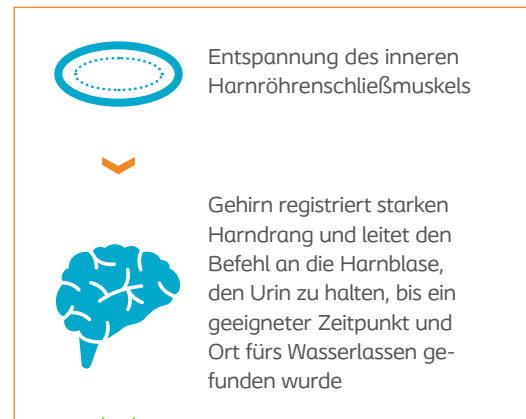 Entspannung des inneren
Harnröhrenschließmuskels
Gehirn registriert starken
Harndrang und leitet den
Befehl an die Harnblase,
den Urin zu halten, bis ein
geeigneter Zeitpunkt und
Ort fürs Wasserlassen ge-
funden wurde